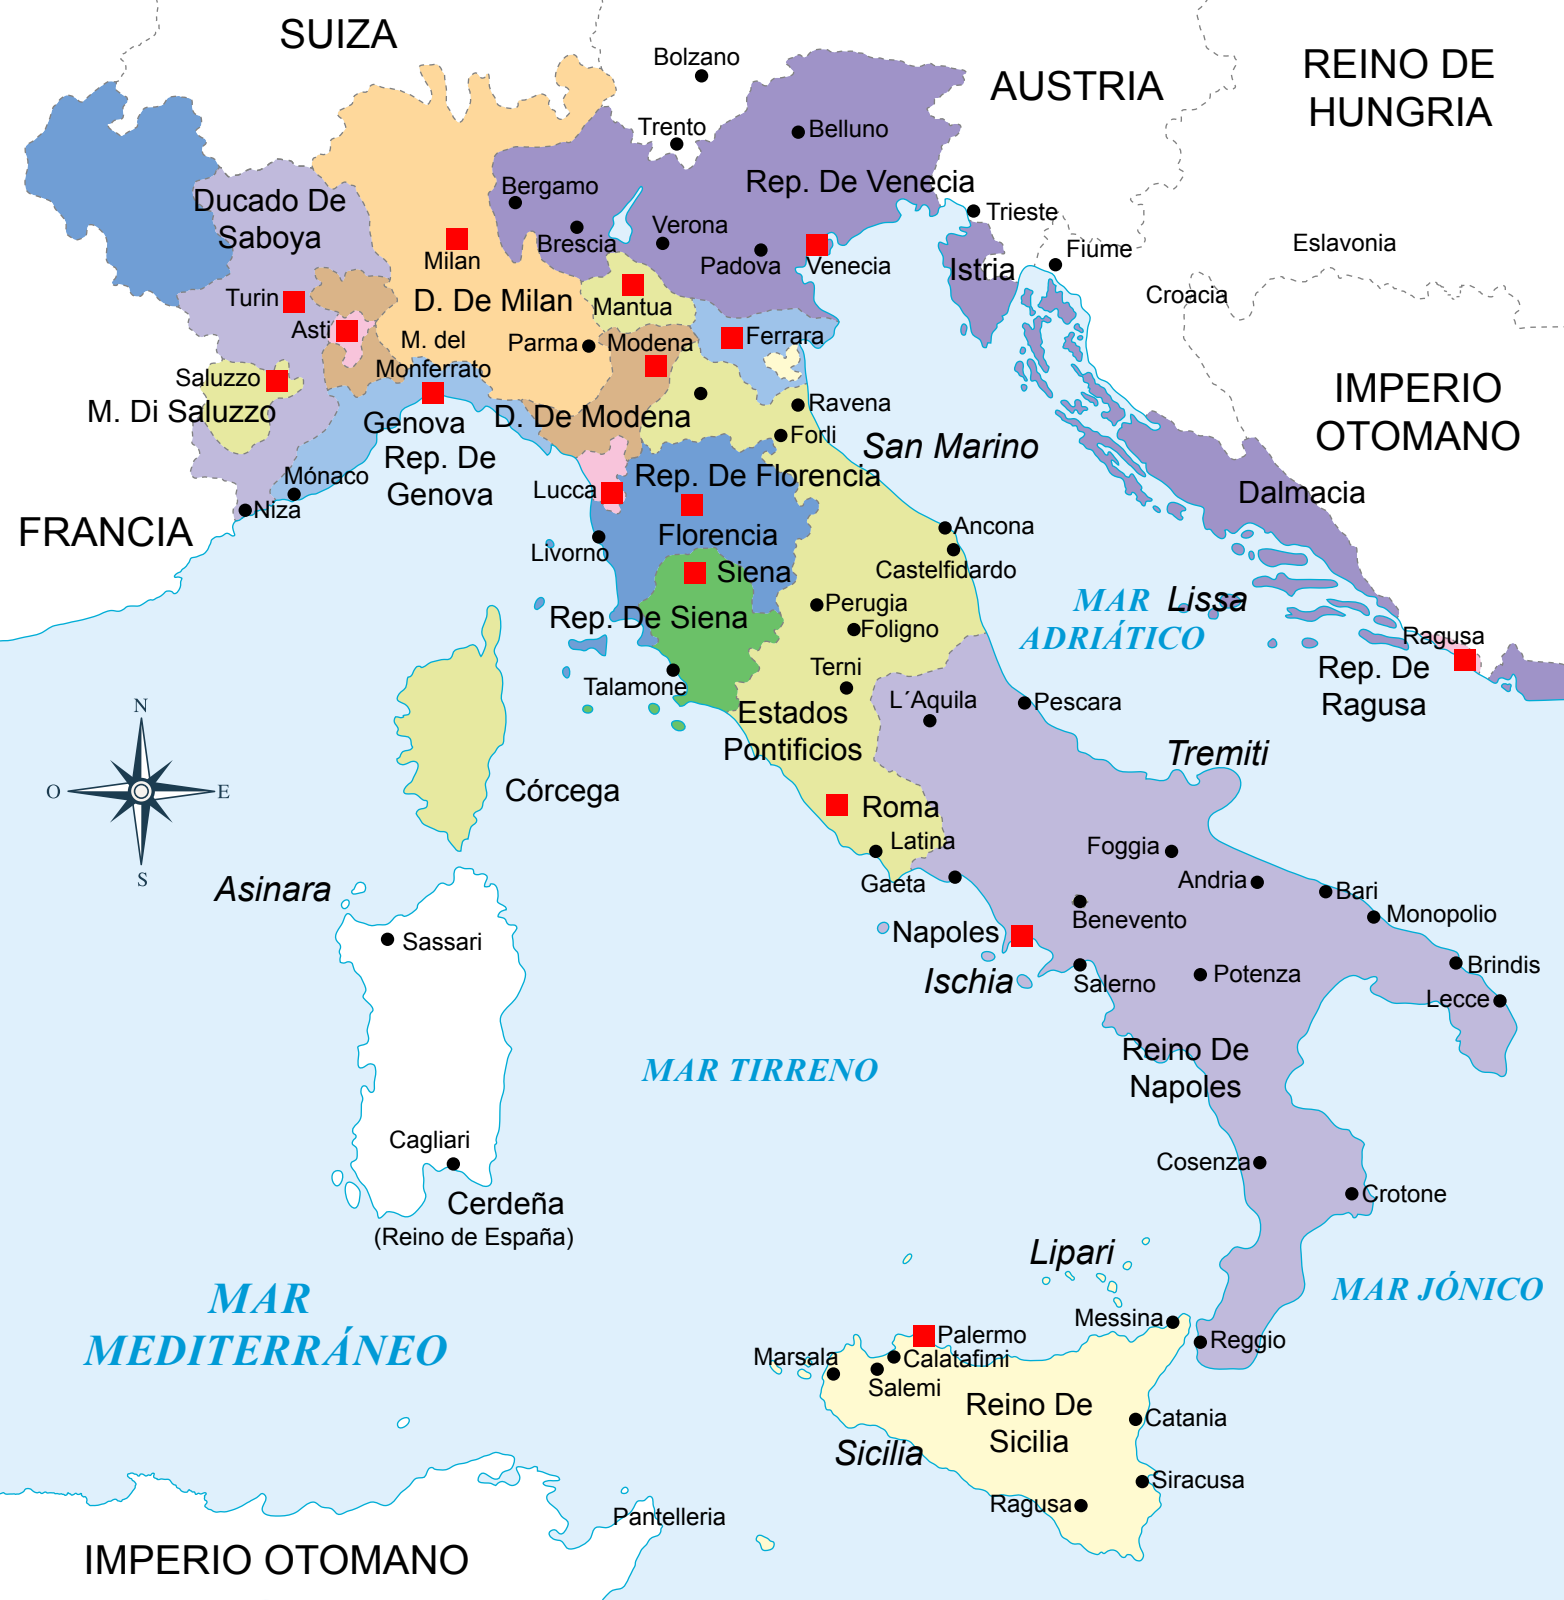 SUIZA
Bolzano
AUSTRIA
REINO DE
HUNGRIA
Trento
Belluno
Rep. De Venecia
Bergamo
Ducado De
Saboya
Brescia
Verona
Padova
Venecia
Trieste
Istria
Fiume
Eslavonia
Croacia
Milan
D. De Milan
Turin
Asti
Mantua
M. del
Monferrato
Parma
Modena
Ferrara
Saluzzo
M. Di Saluzzo
Genova
Rep. De
Genova
D. De Modena
Ravena
Forli
San Marino
IMPERIO
OTOMANO
Mónaco
Niza
FRANCIA
Lucca
Rep. De Florencia
Florencia
Livorno
Siena
Rep. De Siena
Talamone
Ancona
Castelfidardo
Dalmacia
Perugia
Foligno
Terni
MAR
ADRIÁTICO
Lissa
Ragusa
Rep. De
Ragusa
Estados
Pontificios
L´Aquila
Pescara
Tremiti
N
O
E
S
Córcega
Roma
Latina
Gaeta
Foggia
Andria
Bari
Monopolio
Benevento
Napoles
Ischia
Salerno
Potenza
Brindis
Lecce
Asinara
Sassari
MAR TIRRENO
Reino De
Napoles
Cagliari
Cerdeña
(Reino de España)
Cosenza
Crotone
Lipari
MAR JÓNICO
MAR
MEDITERRÁNEO
Messina
Reggio
Palermo
Calatafimi
Marsala
Salemi
Reino De
Sicilia
Catania
Sicilia
Siracusa
Ragusa
Pantelleria
IMPERIO OTOMANO